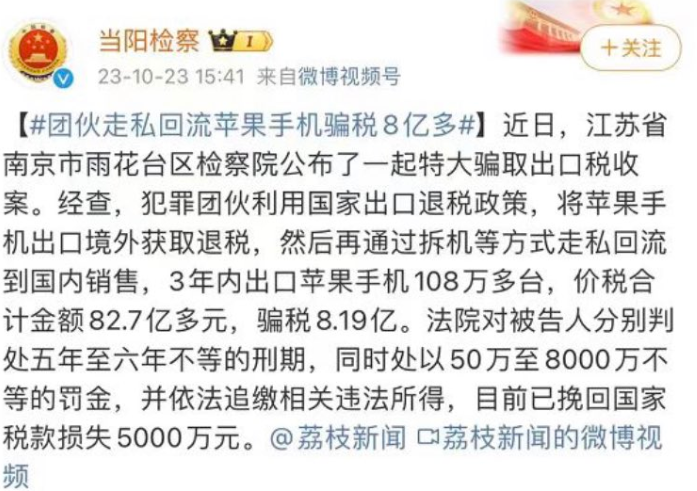 当阳检察 1
+关注
23-10-23 15:41 来自微博视频号
【#团伙走私回流苹果手机骗税8亿多#】近日，江苏省
南京市雨花台区检察院公布了一起特大骗取出口税收
案。经查，犯罪团伙利用国家出口退税政策，将苹果手
机出口境外获取退税，然后再通过拆机等方式走私回流
到国内销售，3年内出口苹果手机108万多台，价税合
计金额82.7亿多元，骗税8.19亿。法院对被告人分别判
处五年至六年不等的刑期，同时处以50万至8000万不
等的罚金，并依法追缴相关违法所得，目前已挽回国家
税款损失5000万元。@荔枝新闻 荔枝新闻的微博视
频